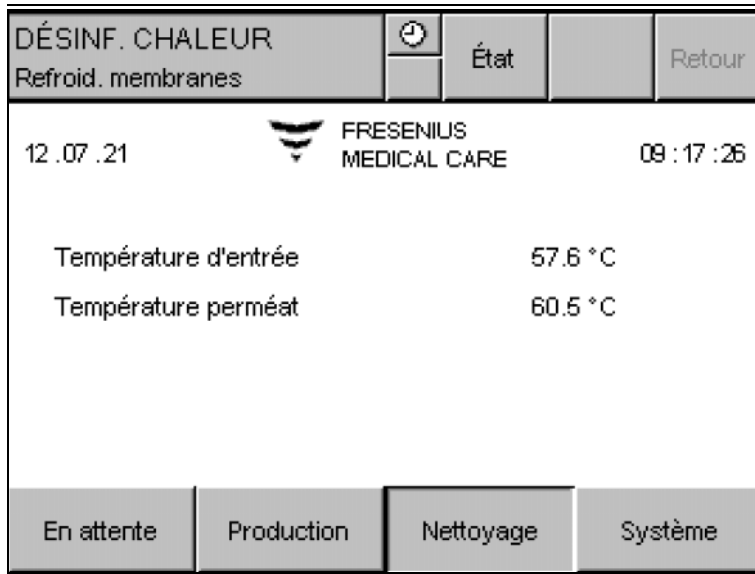 DÉSINF. CHALEUR
Refroid. membranes
État
Retour
12.07.21
FRESENIUS
MEDICAL CARE
09:17:26
Température d'entrée 57.6 °C
Température perméat 60.5 °C
En attente
Production
Nettoyage
Système